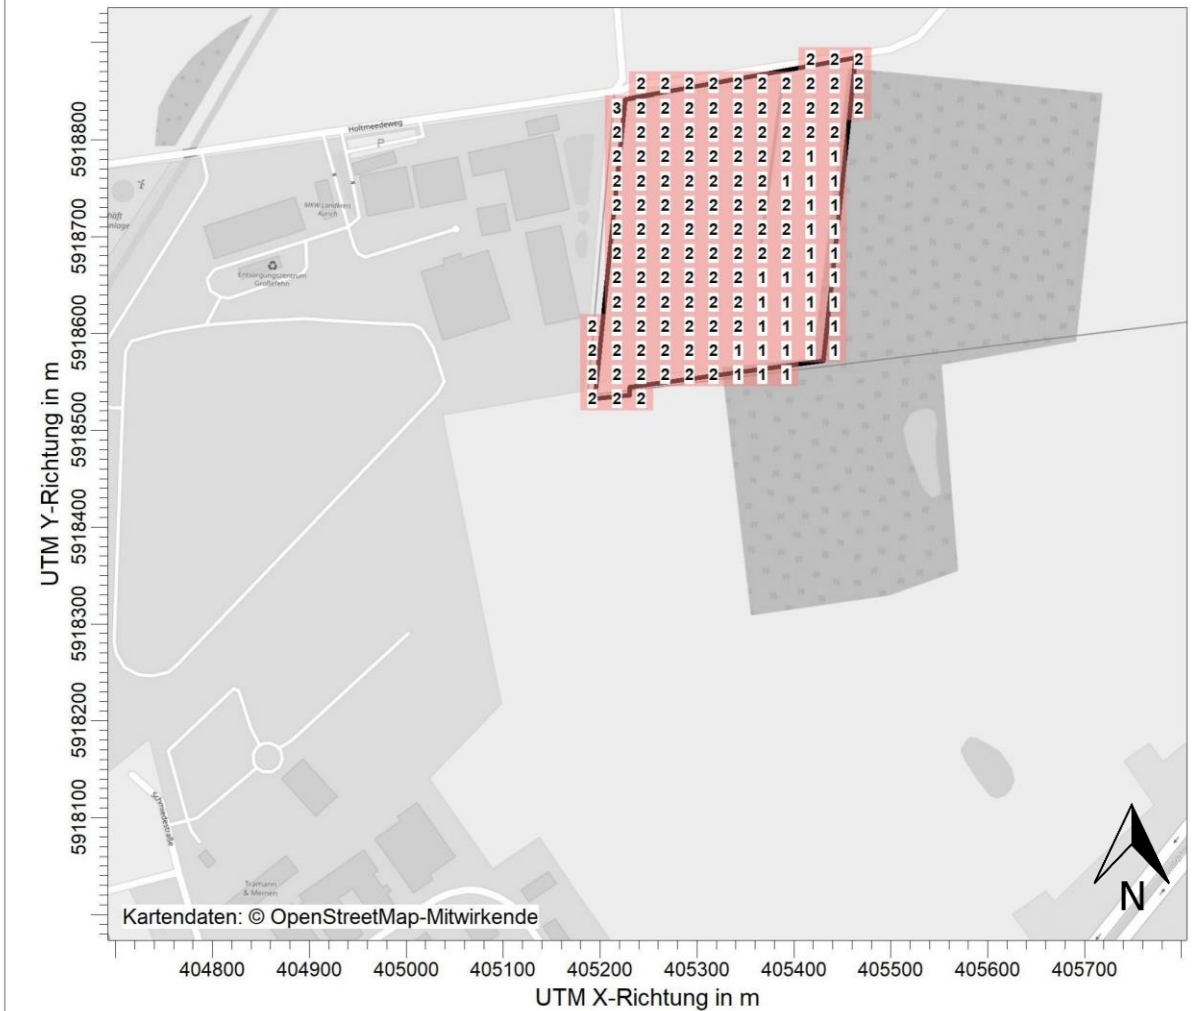 2 2 2
2 2 2 2 2 2 2 2 2 2
3 2 2 2 2 2 2 2 2 2 2
2 2 2 2 2 2 2 2 2 2
2 2 2 2 2 2 2 2 1 1
2 2 2 2 2 2 2 1 1 1
2 2 2 2 2 2 2 2 1 1
2 2 2 2 2 2 2 2 1 1
2 2 2 2 2 2 2 2 1 1
2 2 2 2 2 2 1 1 1 1
2 2 2 2 2 2 1 1 1 1
2 2 2 2 2 2 2 1 1 1 1
2 2 2 2 2 2 1 1 1 1 1
2 2 2 2 2 2 1 1 1
2 2 2
Holtmeedeweg
P
MKW Landkreis
Aurich
Entsorgungszentrum
Großefehn
Schmiedestraße
Tramann
& Meinen
N
Kartendaten: © OpenStreetMap-Mitwirkende
UTM Y-Richtung in m
5918800
5918700
5918600
5918500
5918400
5918300
5918200
5918100
404800 404900 405000 405100 405200 405300 405400 405500 405600 405700
UTM X-Richtung in m